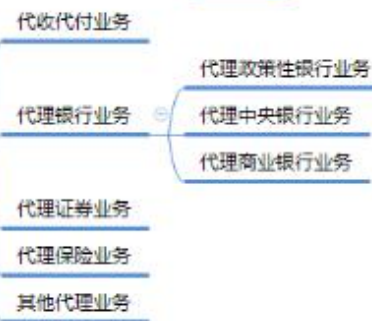 代收代付业务
代理银行业务
代理政策性银行业务
代理中央银行业务
代理商业银行业务
代理证券业务
代理保险业务
其他代理业务